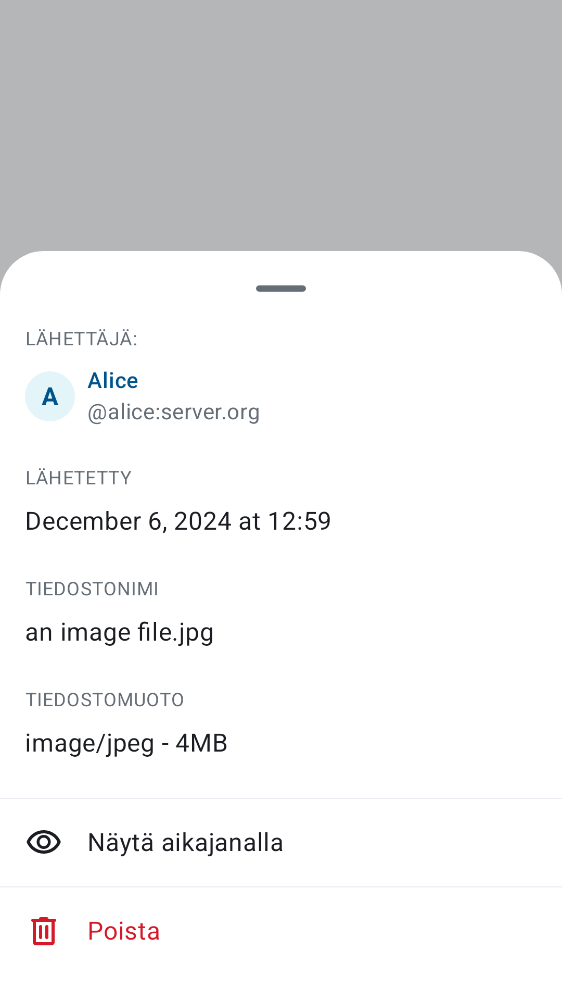 LÄHETTÄJÄ:
A
Alice
@alice:server.org
LÄHETETTY
December 6, 2024 at 12:59
TIEDOSTONIMI
an image file.jpg
TIEDOSTOMUOTO
image/jpeg - 4MB
Näytä aikajanalla
Poista